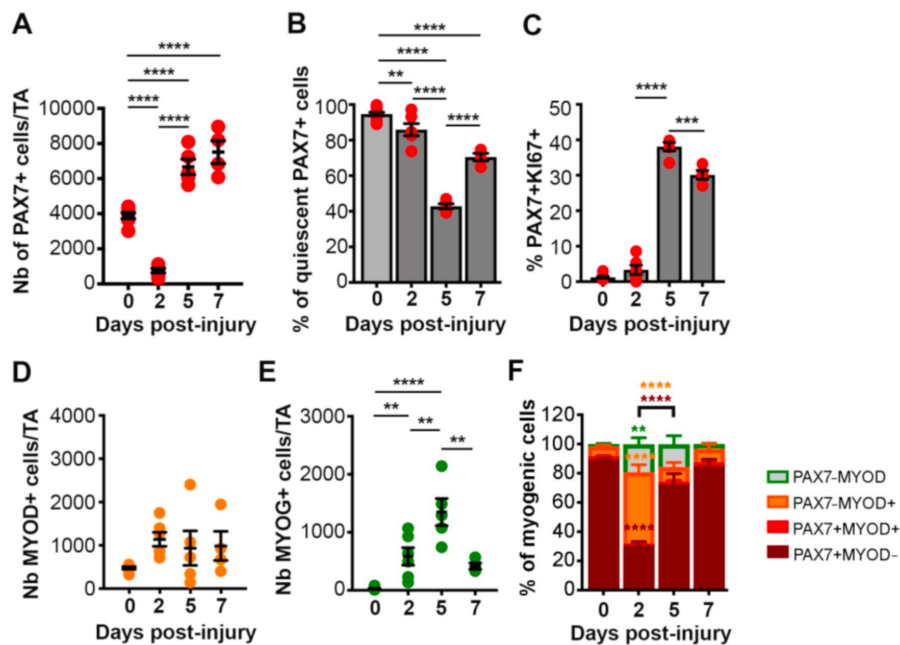 A
Nb of PAX7+ cells/TA
****
****
****
****
10000
8000
6000
4000
2000
0
0 2 5 7
Days post-injury
B
% of quiescent PAX7+ cells
****
****
**
****
****
100
80
60
40
20
0
0 2 5 7
Days post-injury
C
% PAX7+KI67+
****
***
50
40
30
20
10
0
0 2 5 7
Days post-injury
D
Nb MYOD+ cells/TA
4000
3000
2000
1000
0
0 2 5 7
Days post-injury
E
Nb MYOG+ cells/TA
****
**
**
**
3000
2000
1000
0
0 2 5 7
Days post-injury
F
% of myogenic cells
****
****
**
****
****
120
100
80
60
40
20
0
0 2 5 7
Days post-injury
PAX7–MYOD
PAX7–MYOD+
PAX7+MYOD+
PAX7+MYOD–